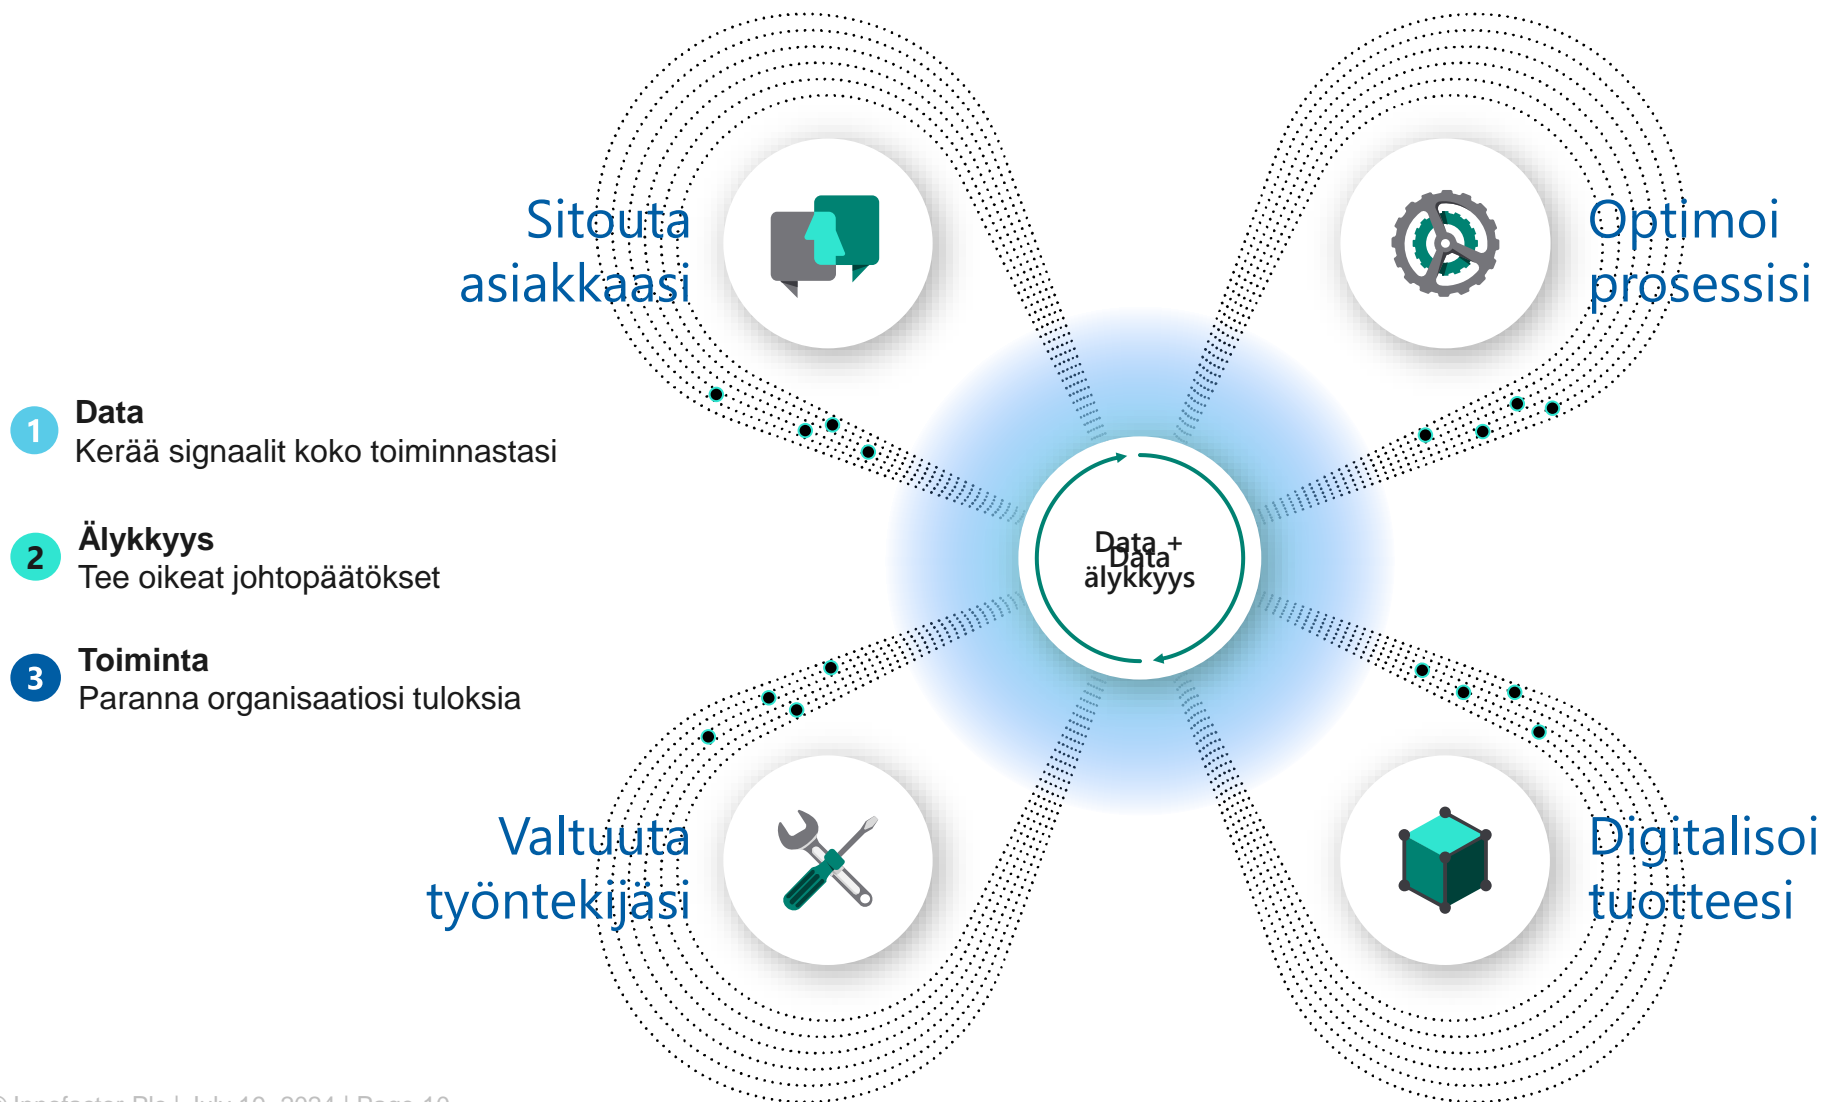 Sitouta
asiakkaasi
Optimoi
prosessisi
1
Data
Kerää signaalit koko toiminnastasi
2
Älykkyys
Tee oikeat johtopäätökset
3
Toiminta
Paranna organisaatiosi tuloksia
Data +
Data
älykkyys
Valtuuta
työntekijäsi
Digitalisoi
tuotteesi